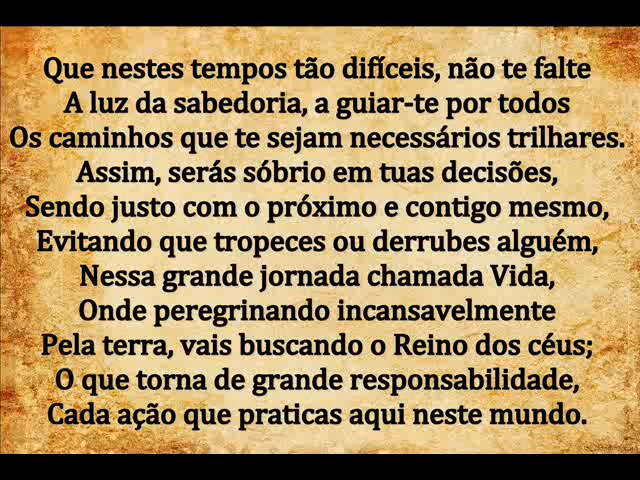 Que nestes tempos tão difíceis, não te falte
A luz da sabedoria, a guiar-te por todos
Os caminhos que te sejam necessários trilhares.
Assim, serás sóbrio em tuas decisões,
Sendo justo com o próximo e contigo mesmo,
Evitando que tropeces ou derrubes alguém,
Nessa grande jornada chamada Vida,
Onde peregrinando incansavelmente
Pela terra, vais buscando o Reino dos céus;
O que torna de grande responsabilidade,
Cada ação que praticas aqui neste mundo.